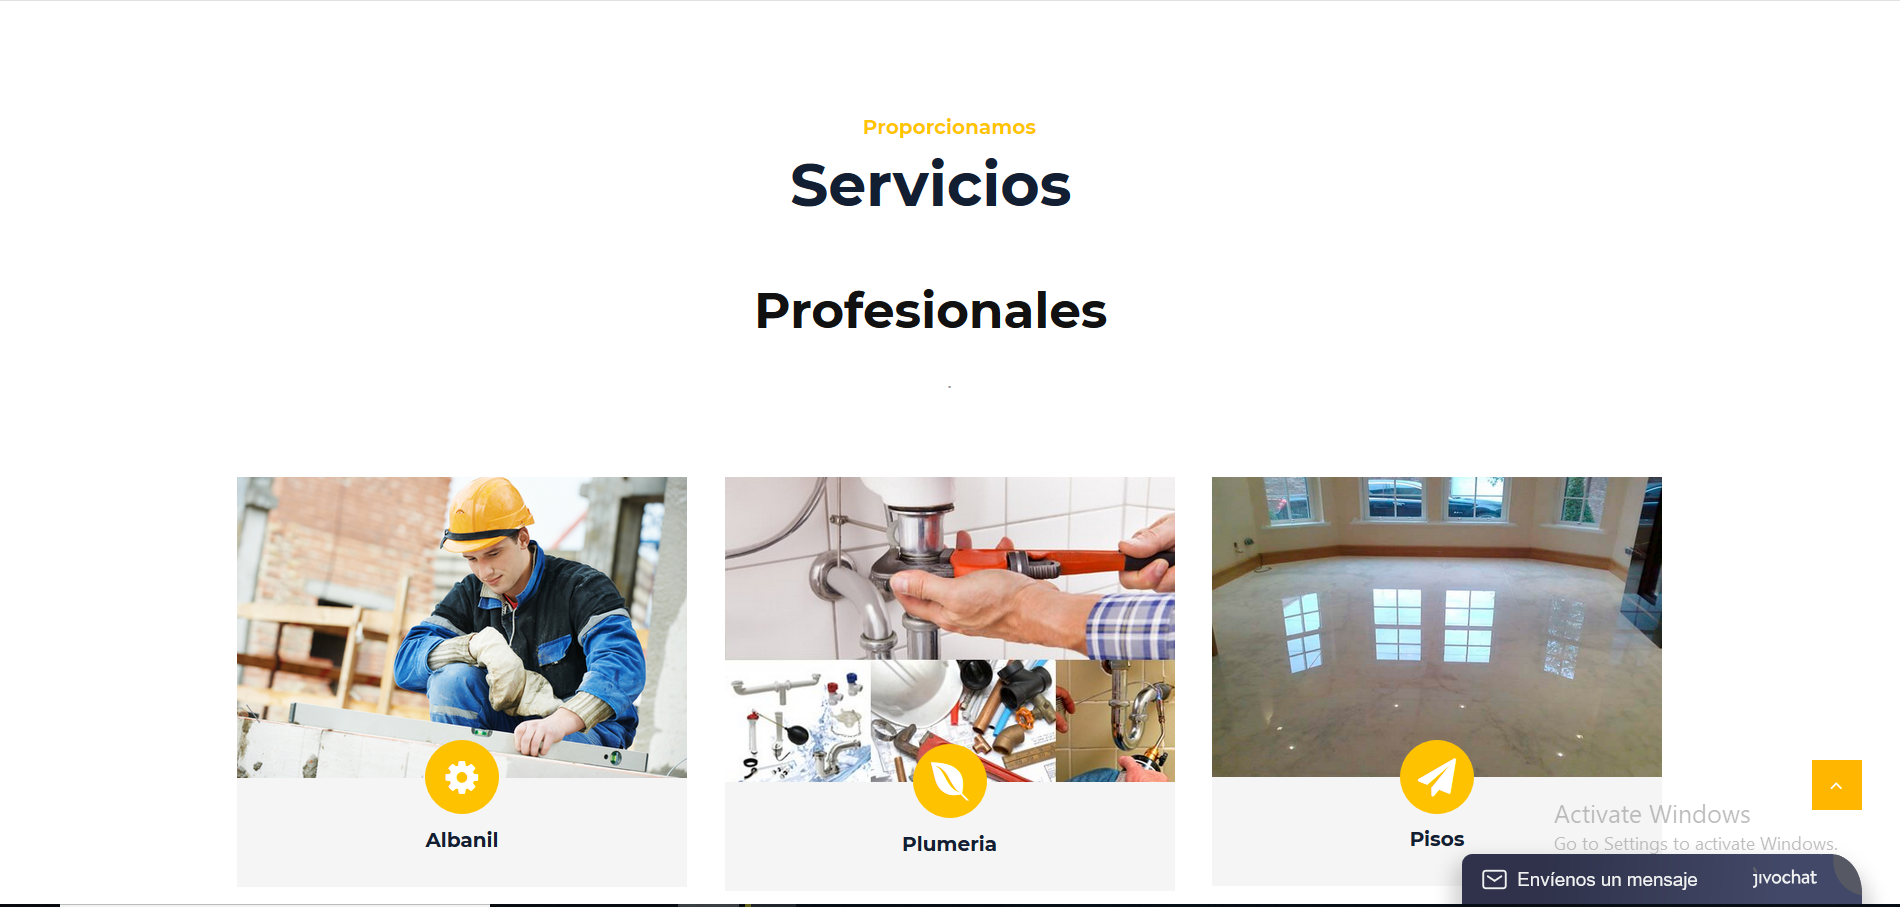 Proporcionamos
Servicios
Profesionales
.
Albanil
Plumeria
Pisos
Activate Windows
Go to Settings to activate Windows.
Envíenos un mensaje
jivochat